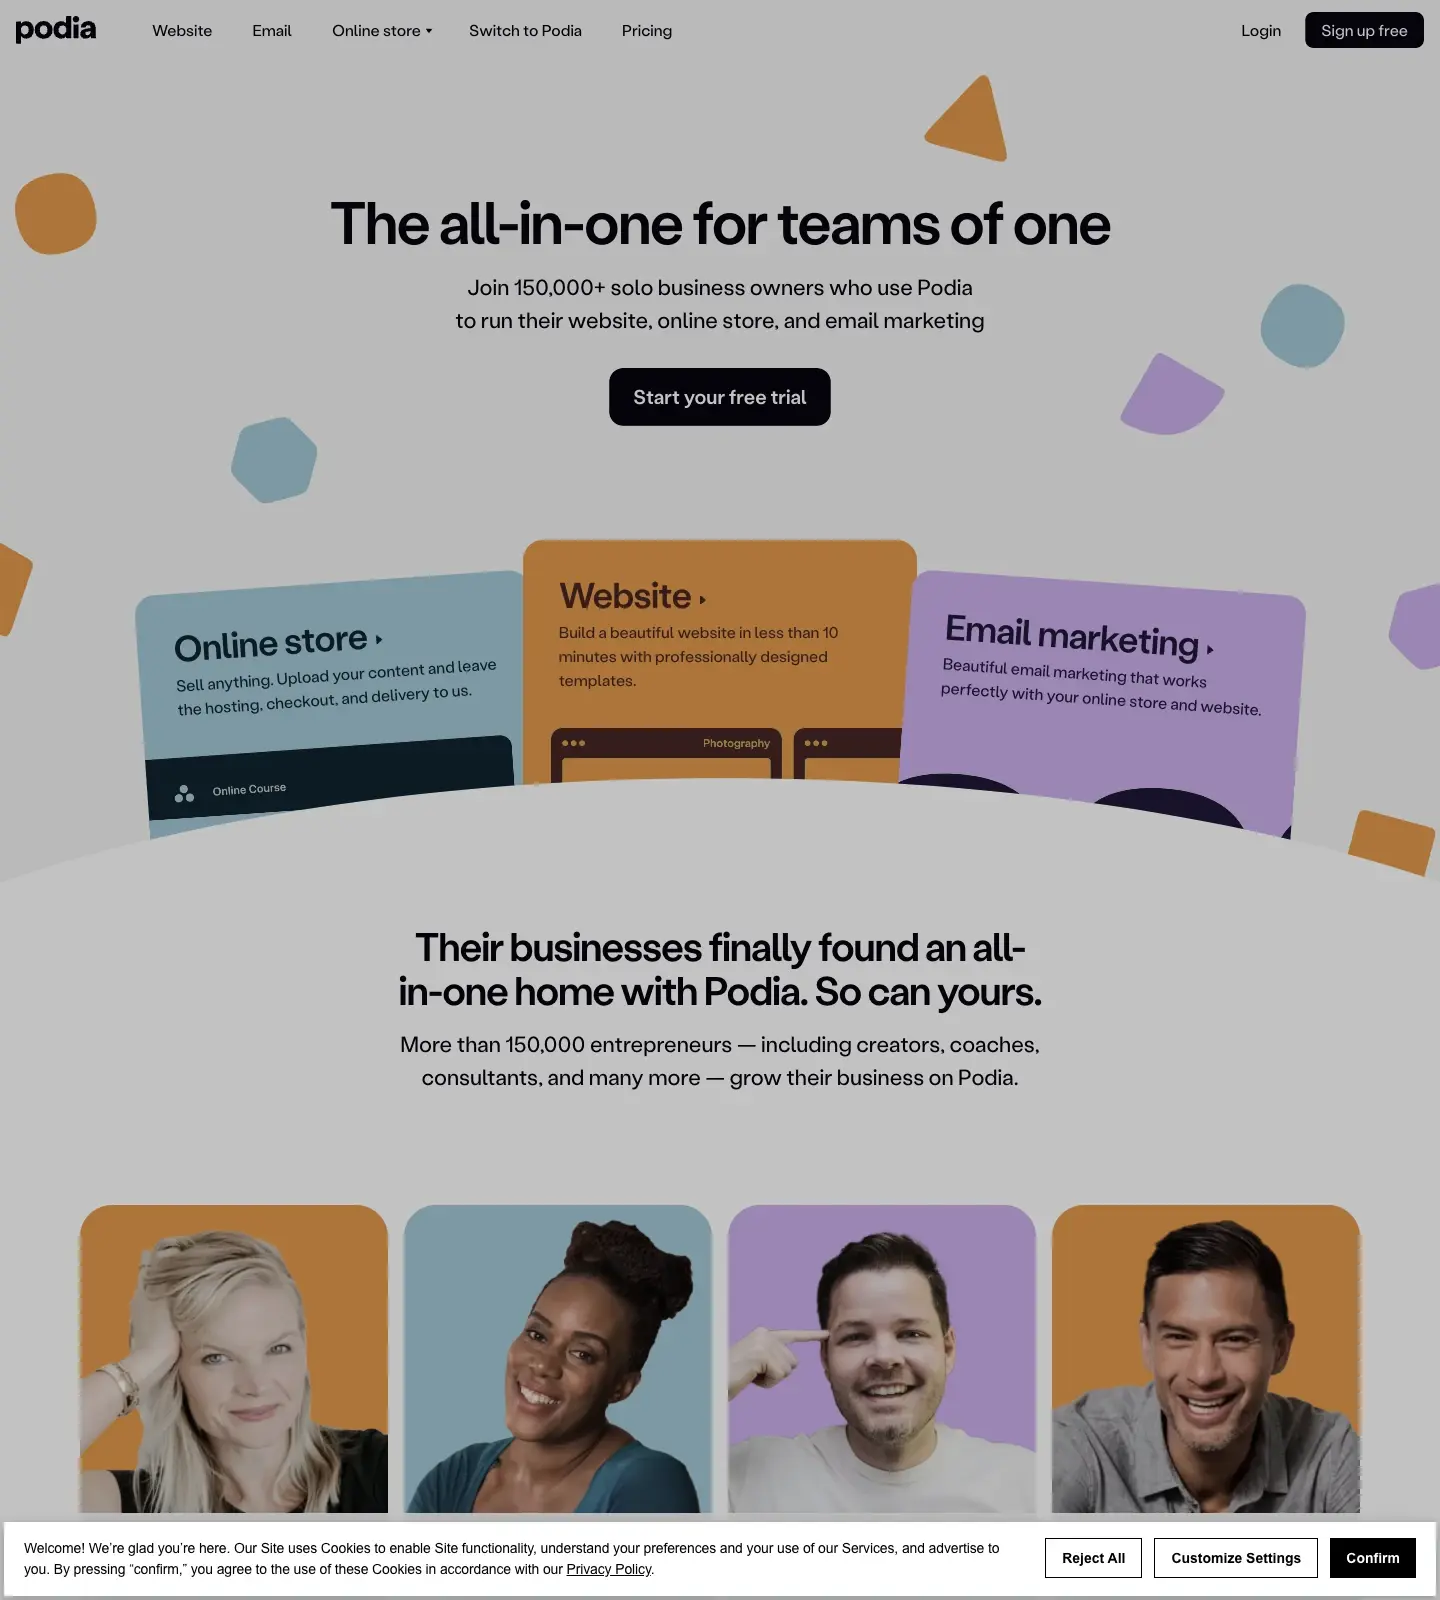 podia
Website
Email
Online store
Switch to Podia
Pricing
Login
Sign up free
The all-in-one for teams of one
Join 150,000+ solo business owners who use Podia
to run their website, online store, and email marketing
Start your free trial
Online store
Sell anything. Upload your content and leave
the hosting, checkout, and delivery to us.
Online Course
Website
Build a beautiful website in less than 10
minutes with professionally designed
templates.
Photography
Email marketing
Beautiful email marketing that works
perfectly with your online store and website.
Their businesses finally found an all-
in-one home with Podia. So can yours.
More than 150,000 entrepreneurs — including creators, coaches,
consultants, and many more — grow their business on Podia.
Welcome! We’re glad you’re here. Our Site uses Cookies to enable Site functionality, understand your preferences and your use of our Services, and advertise to
you. By pressing “confirm,” you agree to the use of these Cookies in accordance with our Privacy Policy.
Reject All
Customize Settings
Confirm